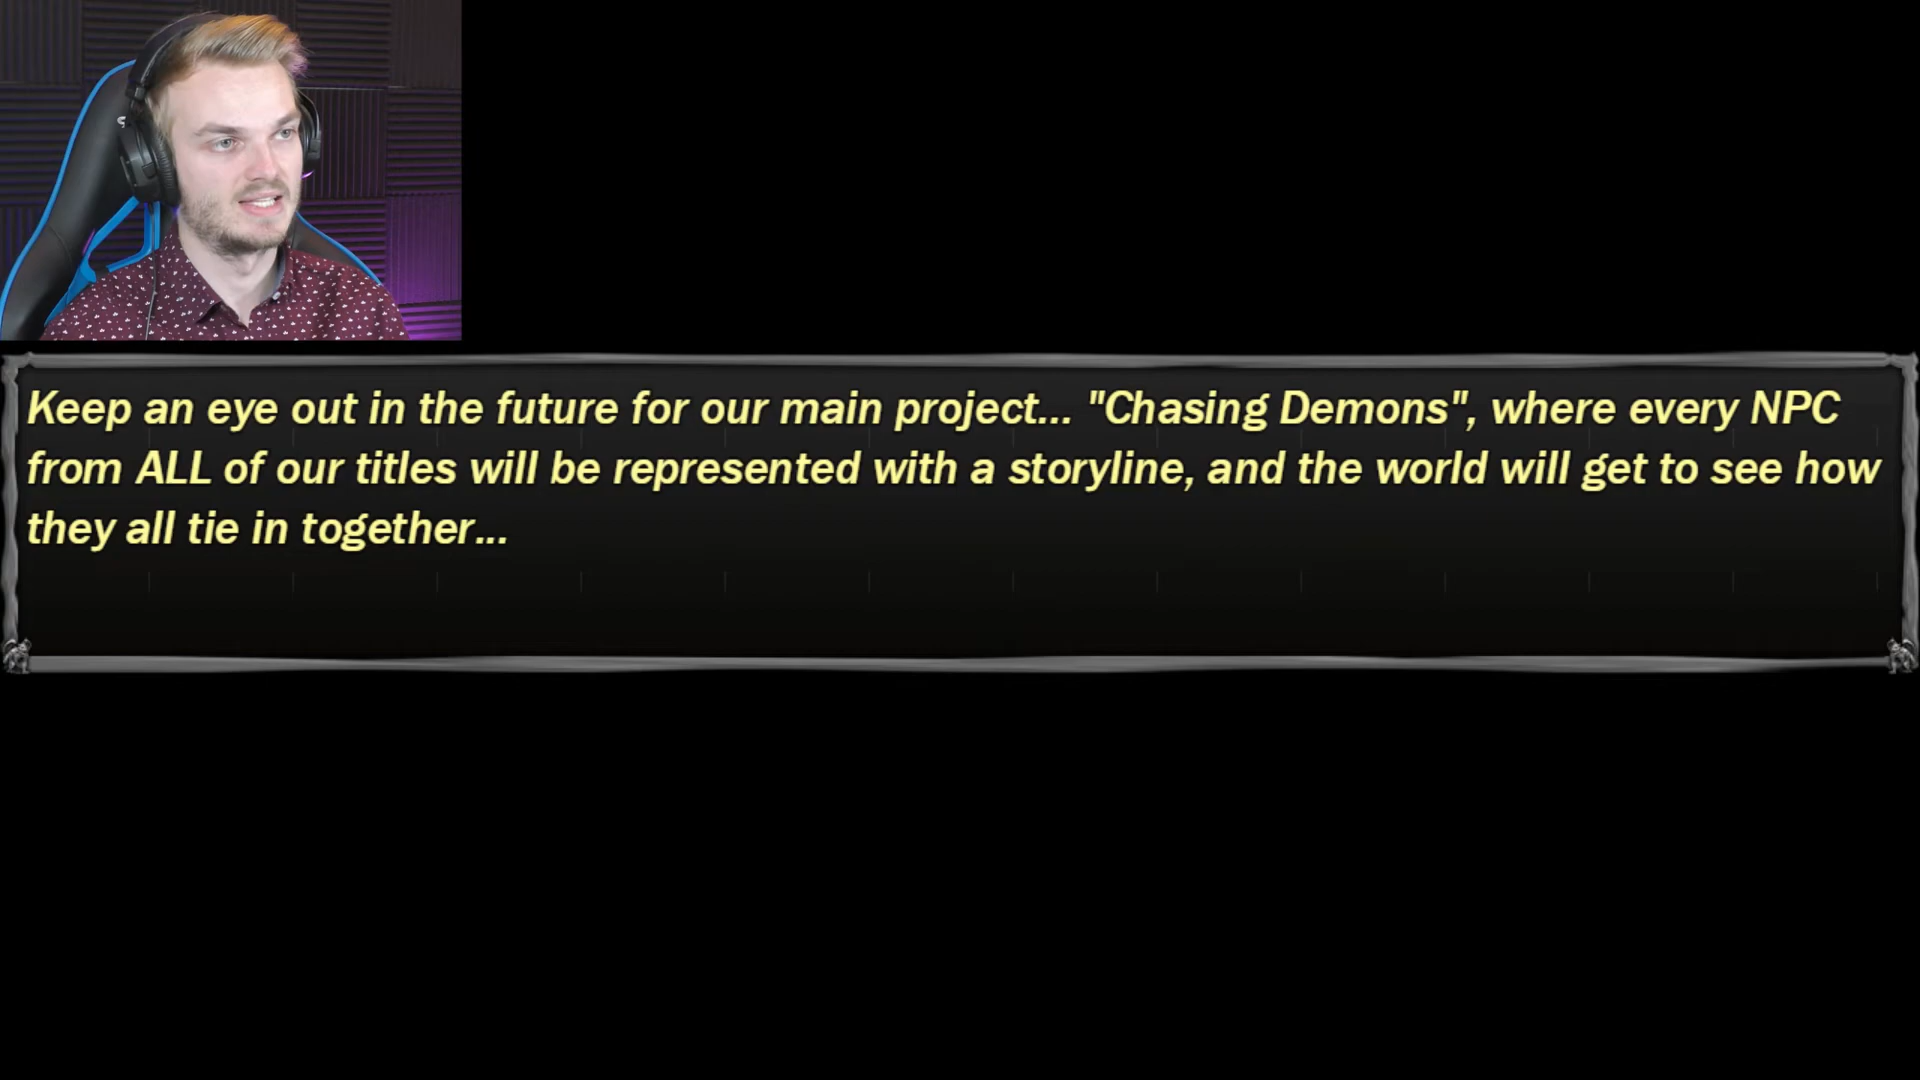 Keep an eye out in the future for our main project... "Chasing Demons", where every NPC
from ALL of our titles will be represented with a storyline, and the world will get to see how
they all tie in together...